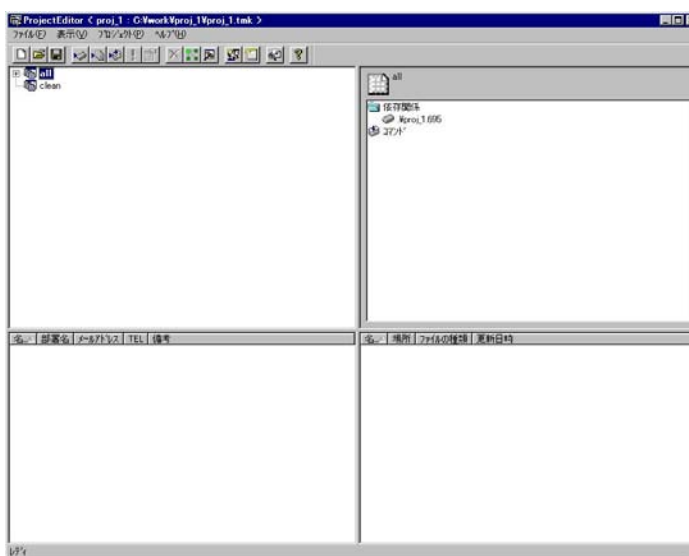 ProjectEditor < proj_1 : C:¥work¥proj_1¥proj_1.tmk >
ファイル(F) 表示(V) プロジェクト(P) ヘルプ(H)
all
clean
all
依存関係
.¥proj_1.695
コマンド
名... 部署名 メールアドレス TEL 備考
名... 場所 ファイルの種類 更新日時
レディ